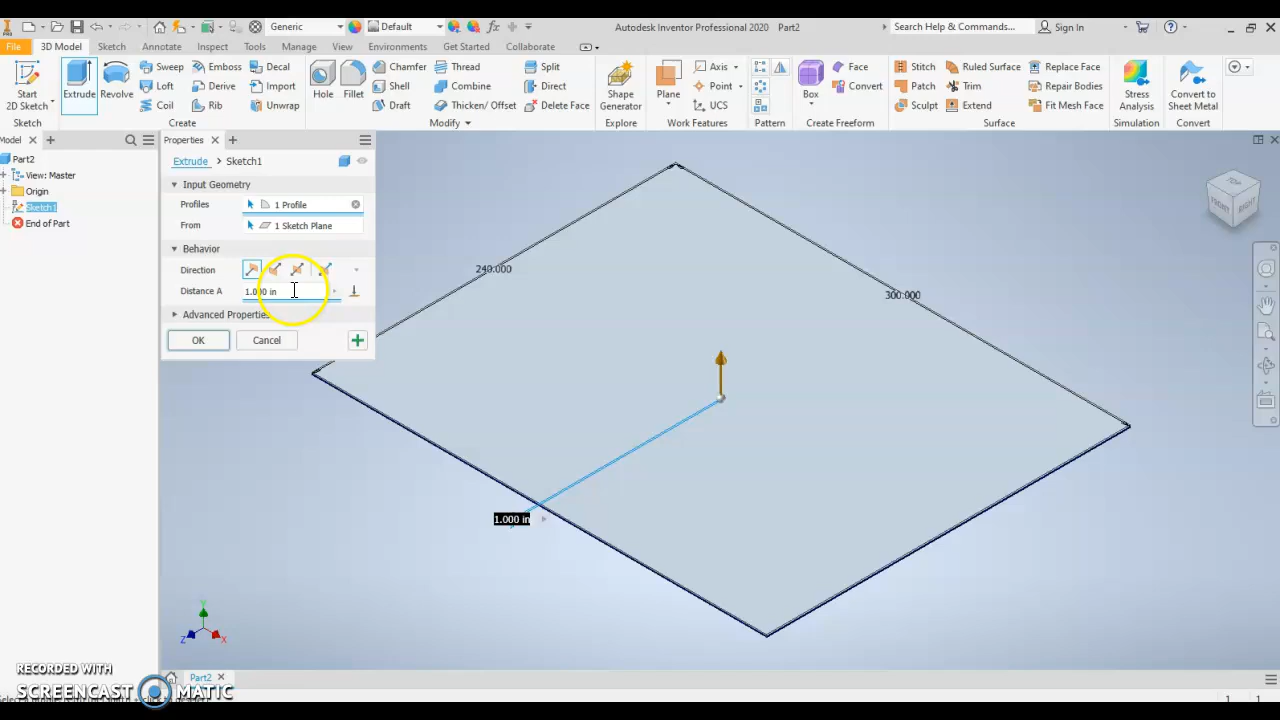 Generic
Default
Autodesk Inventor Professional 2020 Part2
Search Help & Commands...
Sign In
File 3D Model Sketch Annotate Inspect Tools Manage View Environments Get Started Collaborate
Start
2D Sketch
Extrude
Revolve
Sweep
Loft
Coil
Emboss
Derive
Rib
Decal
Import
Unwrap
Hole
Fillet
Chamfer
Shell
Draft
Thread
Combine
Thicken/ Offset
Split
Direct
Delete Face
Shape
Generator
Plane
Axis
Point
UCS
Box
Face
Convert
Stitch
Patch
Sculpt
Ruled Surface
Trim
Extend
Replace Face
Repair Bodies
Fit Mesh Face
Stress
Analysis
Convert to
Sheet Metal
Sketch Create Modify Explore Work Features Pattern Create Freeform Surface Simulation Convert
Model
Part2
View: Master
Origin
Sketch1
End of Part
Properties
Extrude > Sketch1
Input Geometry
Profiles 1 Profile
From 1 Sketch Plane
Behavior
Direction
Distance A 1.000 in
Advanced Properties
OK Cancel
240.000
300.000
1.000 in
TOP
FRONT RIGHT
Y
Z X
RECORDED WITH
SCREENCAST MATIC
Part2
1 1